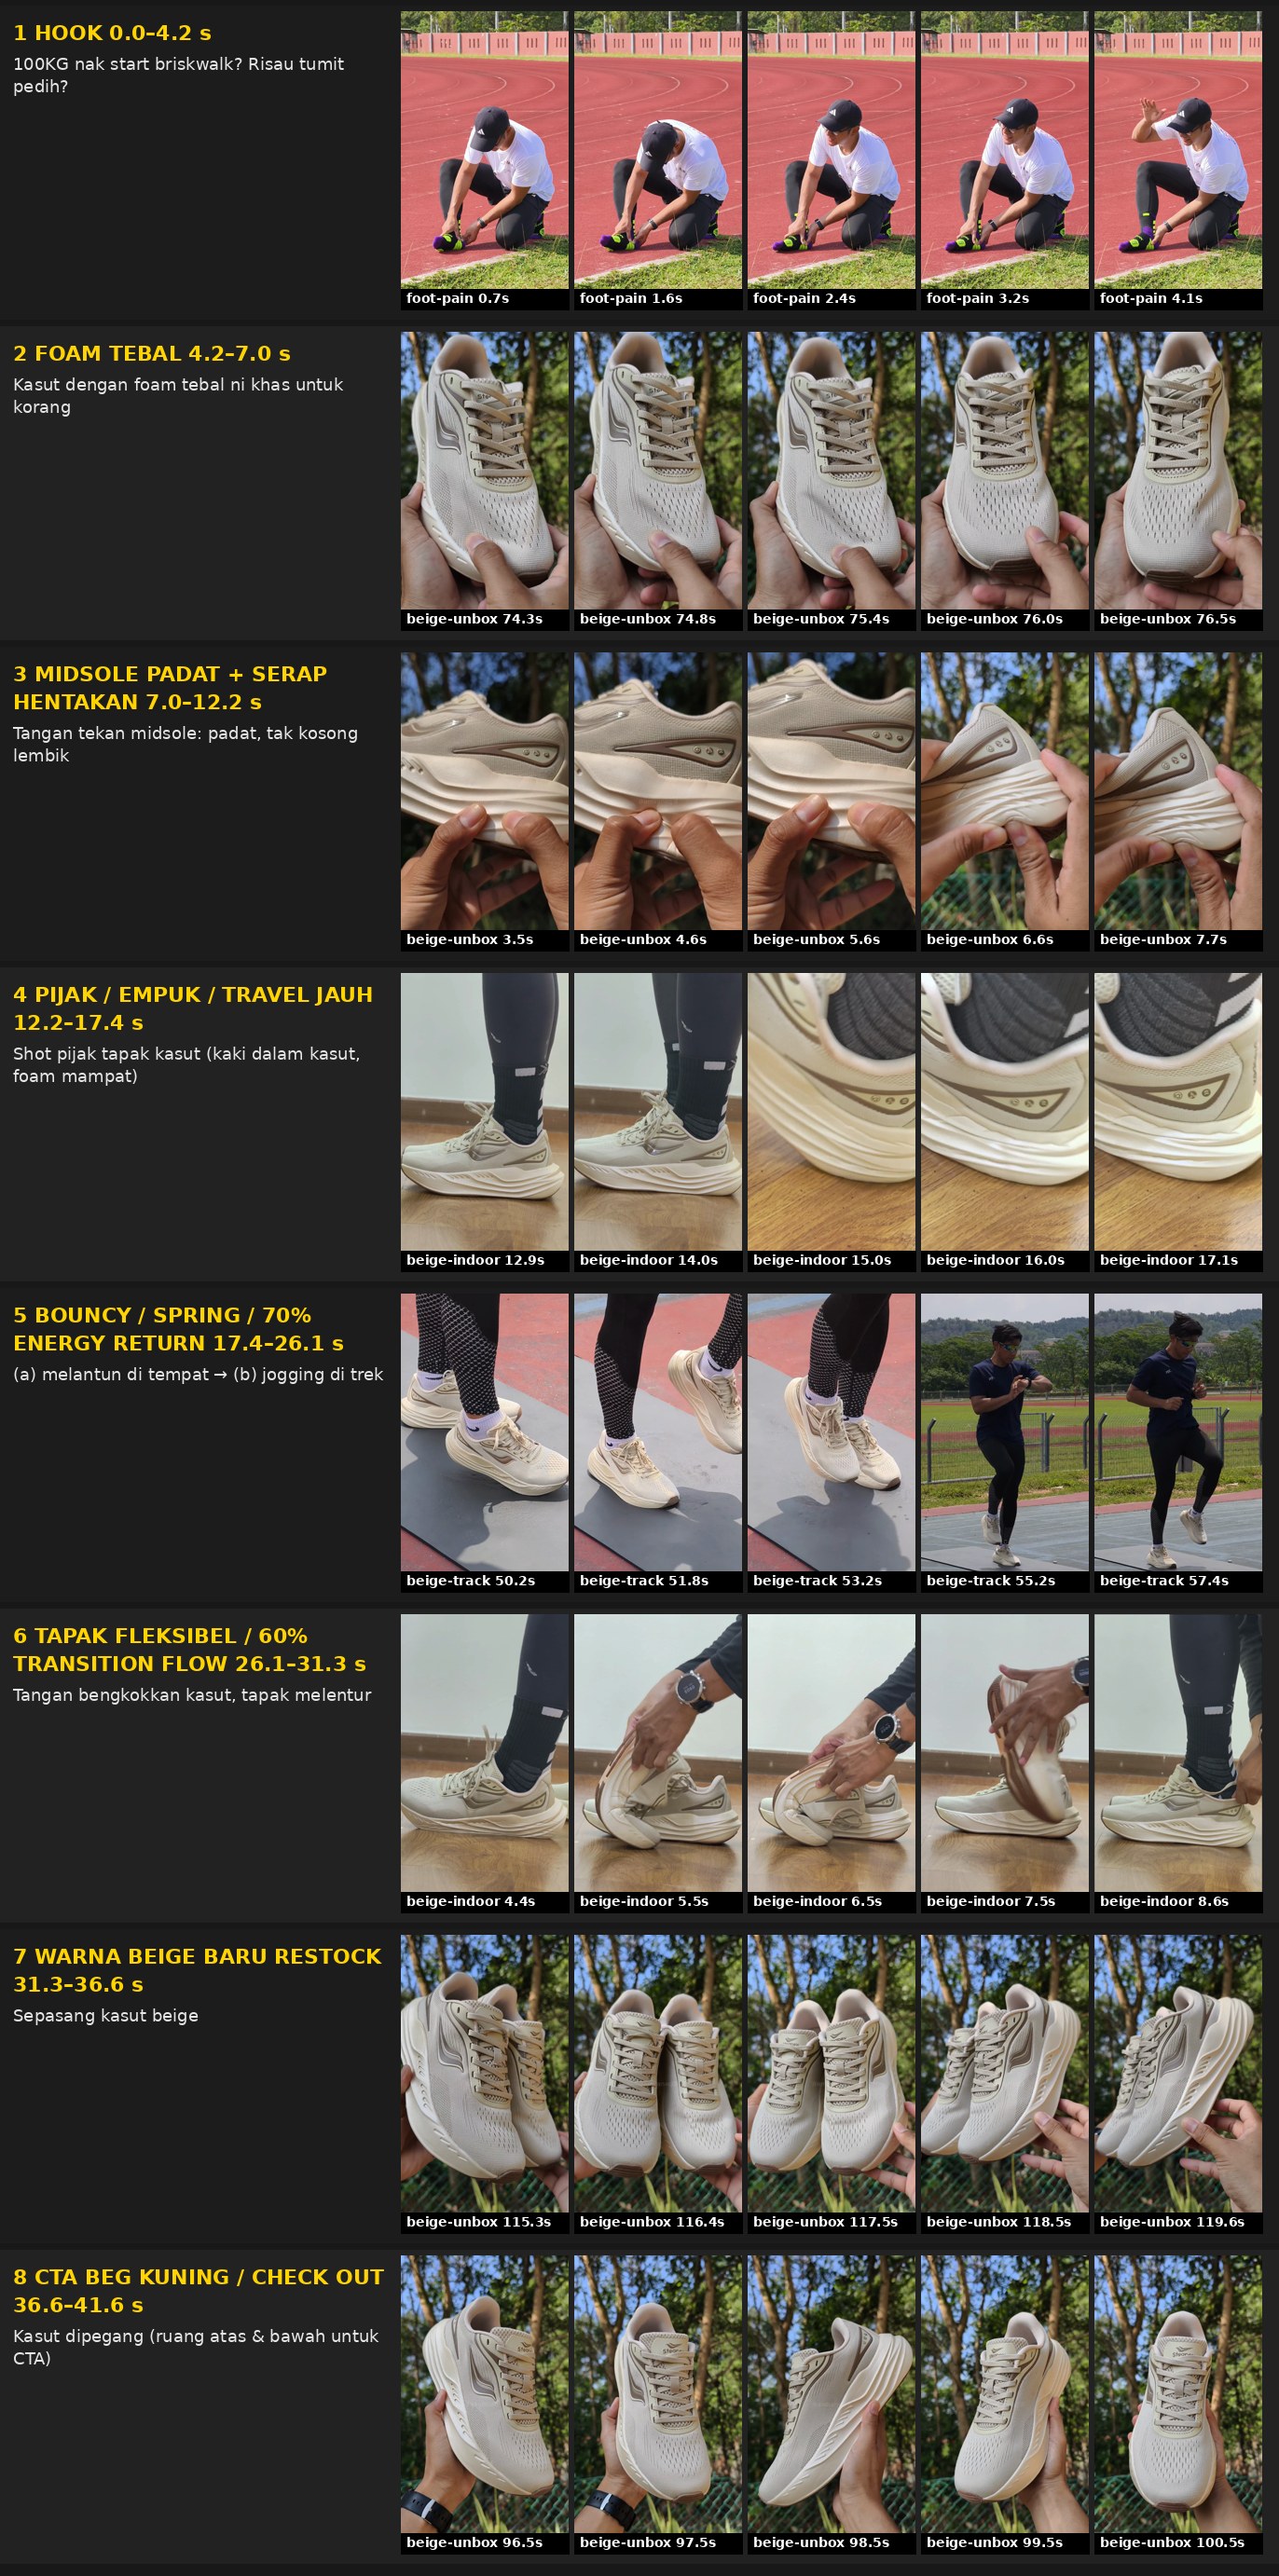 1 HOOK 0.0–4.2 s
100KG nak start briskwalk? Risau tumit
pedih?
foot-pain 0.7s
foot-pain 1.6s
foot-pain 2.4s
foot-pain 3.2s
foot-pain 4.1s
2 FOAM TEBAL 4.2–7.0 s
Kasut dengan foam tebal ni khas untuk
korang
beige-unbox 74.3s
beige-unbox 74.8s
beige-unbox 75.4s
beige-unbox 76.0s
beige-unbox 76.5s
3 MIDSOLE PADAT + SERAP
HENTAKAN 7.0–12.2 s
Tangan tekan midsole: padat, tak kosong
lembik
beige-unbox 3.5s
beige-unbox 4.6s
beige-unbox 5.6s
beige-unbox 6.6s
beige-unbox 7.7s
4 PIJAK / EMPUK / TRAVEL JAUH
12.2–17.4 s
Shot pijak tapak kasut (kaki dalam kasut,
foam mampat)
beige-indoor 12.9s
beige-indoor 14.0s
beige-indoor 15.0s
beige-indoor 16.0s
beige-indoor 17.1s
5 BOUNCY / SPRING / 70%
ENERGY RETURN 17.4–26.1 s
(a) melantun di tempat → (b) jogging di trek
beige-track 50.2s
beige-track 51.8s
beige-track 53.2s
beige-track 55.2s
beige-track 57.4s
6 TAPAK FLEKSIBEL / 60%
TRANSITION FLOW 26.1–31.3 s
Tangan bengkokkan kasut, tapak melentur
beige-indoor 4.4s
beige-indoor 5.5s
beige-indoor 6.5s
beige-indoor 7.5s
beige-indoor 8.6s
7 WARNA BEIGE BARU RESTOCK
31.3–36.6 s
Sepasang kasut beige
beige-unbox 115.3s
beige-unbox 116.4s
beige-unbox 117.5s
beige-unbox 118.5s
beige-unbox 119.6s
8 CTA BEG KUNING / CHECK OUT
36.6–41.6 s
Kasut dipegang (ruang atas & bawah untuk
CTA)
beige-unbox 96.5s
beige-unbox 97.5s
beige-unbox 98.5s
beige-unbox 99.5s
beige-unbox 100.5s